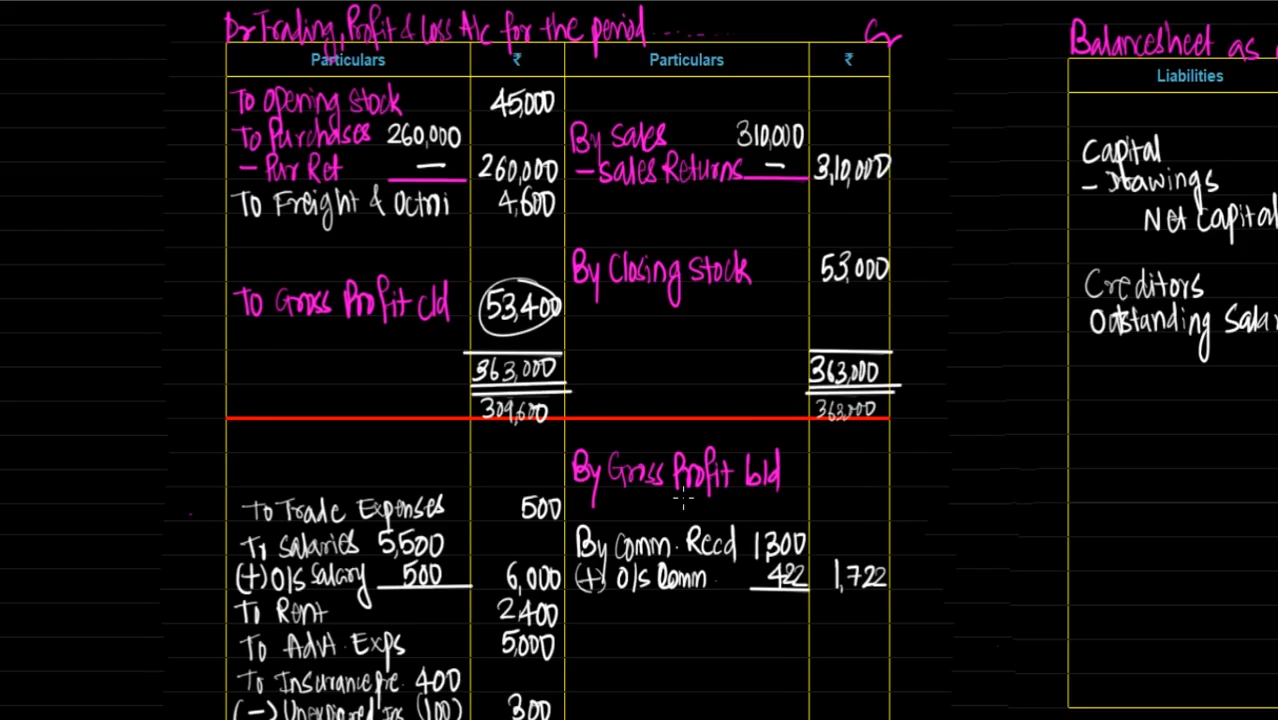 Dr Trading, Profit & Loss A/c for the period ........ Cr
Particulars ₹ Particulars ₹
To Opening Stock 45,000
To Purchases 260,000 By Sales 310,000
- Pur Ret — 260,000 - Sales Returns — 3,10,000
To Freight & Octri 4,600
By Closing Stock 53,000
To Gross Profit c/d 53,400
363,000 363,000
309,600 363,000
By Gross Profit b/d
To Trade Expenses 500
To Salaries 5,500 By Comm. Recd 1300
(+) O/s Salary 500 6,000 (+) O/s Comm 422 1,722
To Rent 2,400
To Advt. Exps 5,000
To Insurance pre. 400
(-) Unexpired Ins (100) 300
Balancesheet as
Liabilities
Capital
- Drawings
Net Capital
Creditors
Outstanding Sala